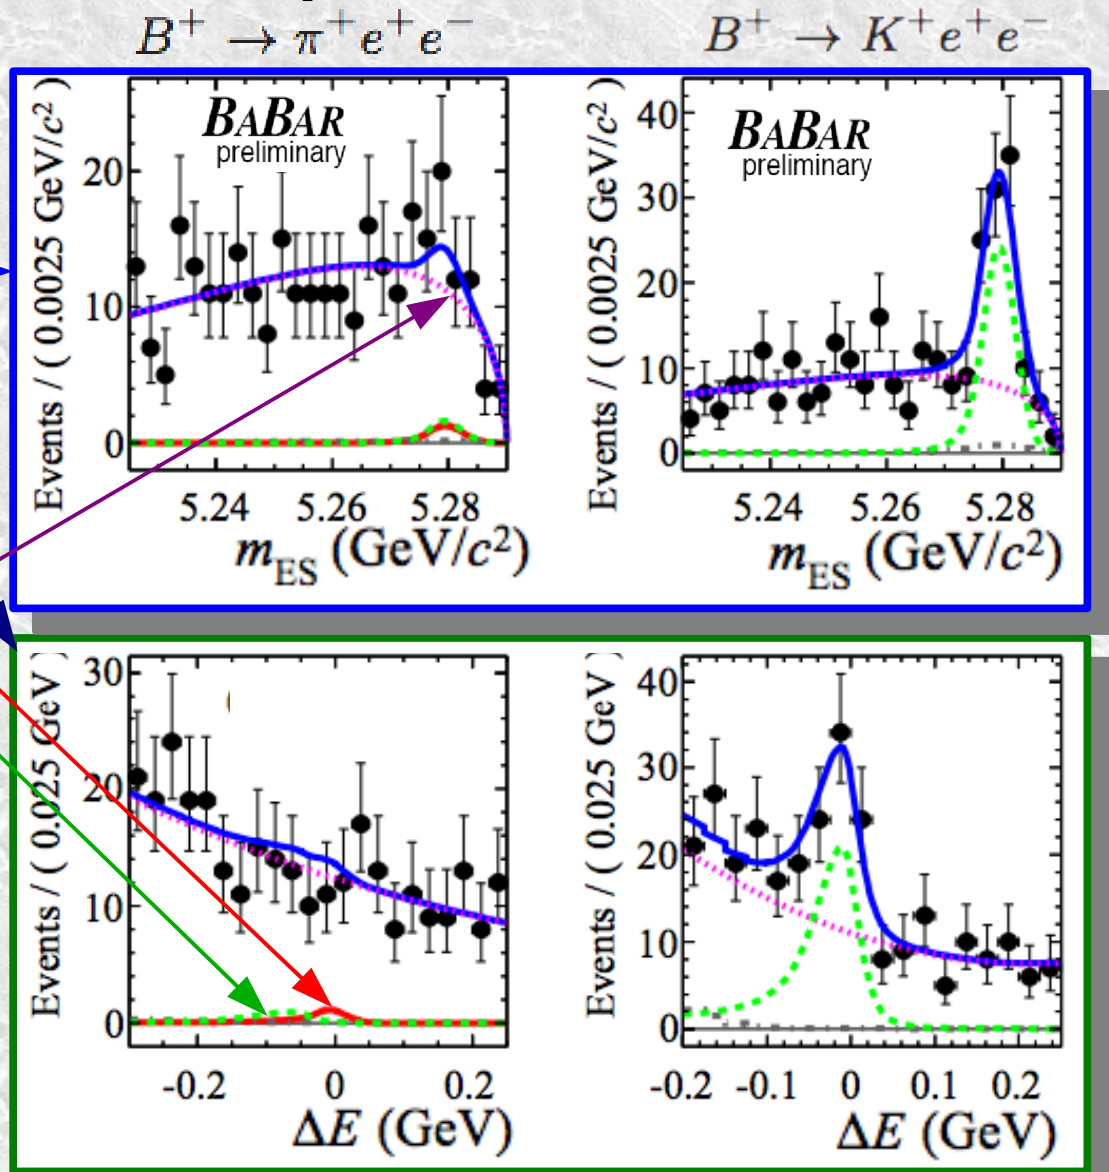 B⁺ → π⁺e⁺e⁻
B⁺ → K⁺e⁺e⁻
BABAR
preliminary
Events / ( 0.0025 GeV/c² )
20
10
0
5.24 5.26 5.28
m_ES (GeV/c²)
BABAR
preliminary
Events / ( 0.0025 GeV/c² )
40
30
20
10
0
5.24 5.26 5.28
m_ES (GeV/c²)
Events / ( 0.025 GeV )
30
20
10
0
-0.2 0 0.2
ΔE (GeV)
Events / ( 0.025 GeV )
40
30
20
10
0
-0.2 -0.1 0 0.1 0.2
ΔE (GeV)